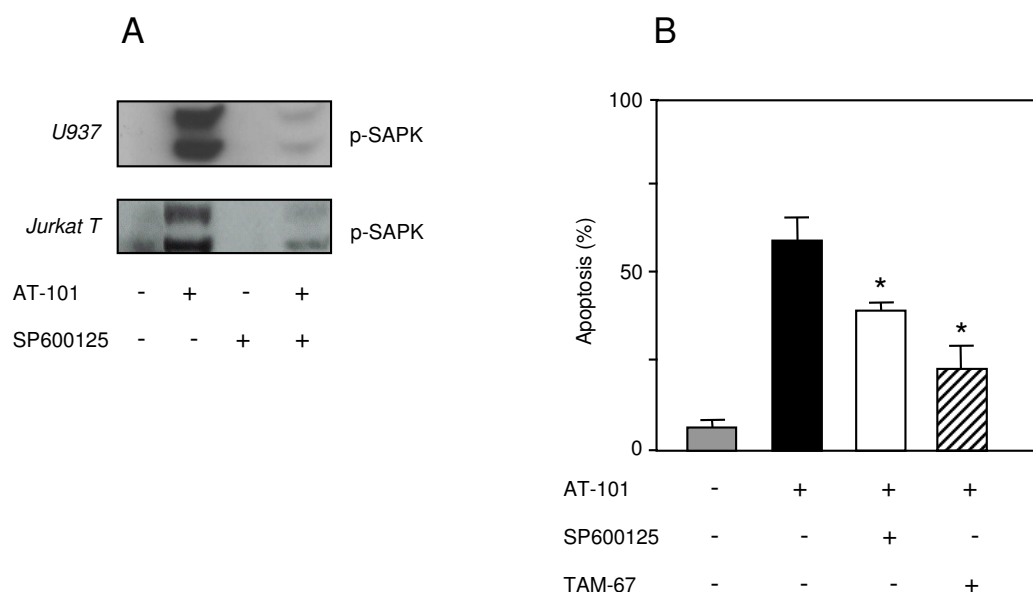 A
U937 p-SAPK
Jurkat T p-SAPK
AT-101 - + - +
SP600125 - - + +
B
100
50
0
Apoptosis (%)
* *
AT-101 - + + +
SP600125 - - + -
TAM-67 - - - +